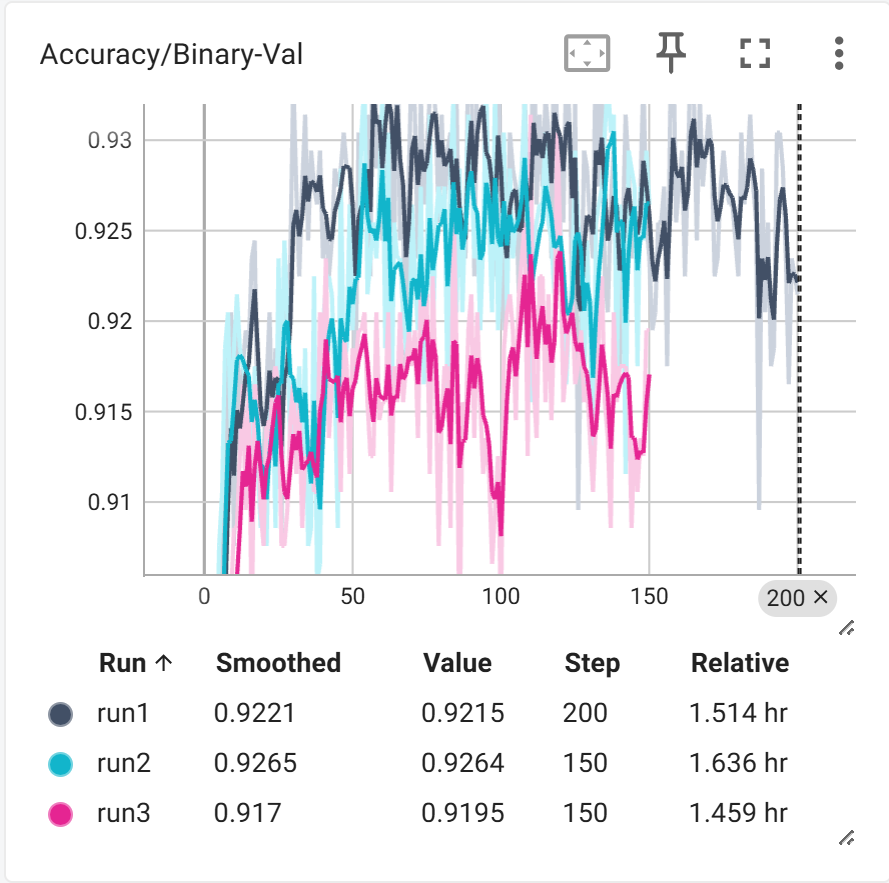 Accuracy/Binary-Val
0.93
0.925
0.92
0.915
0.91
0 50 100 150 200 ×
Run ↑ Smoothed Value Step Relative
run1 0.9221 0.9215 200 1.514 hr
run2 0.9265 0.9264 150 1.636 hr
run3 0.917 0.9195 150 1.459 hr